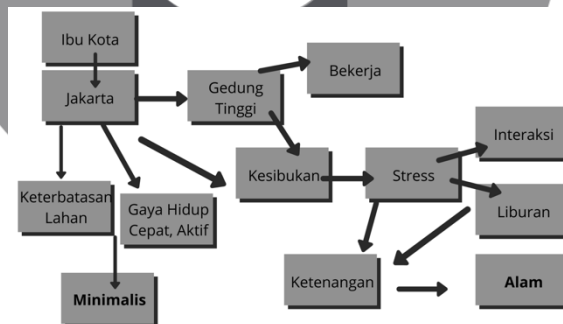 Ibu Kota
Bekerja
Gedung
Tinggi
Jakarta
Interaksi
Kesibukan
Stress
Keterbatasan
Lahan
Gaya Hidup
Cepat, Aktif
Liburan
Ketenangan
Alam
Minimalis